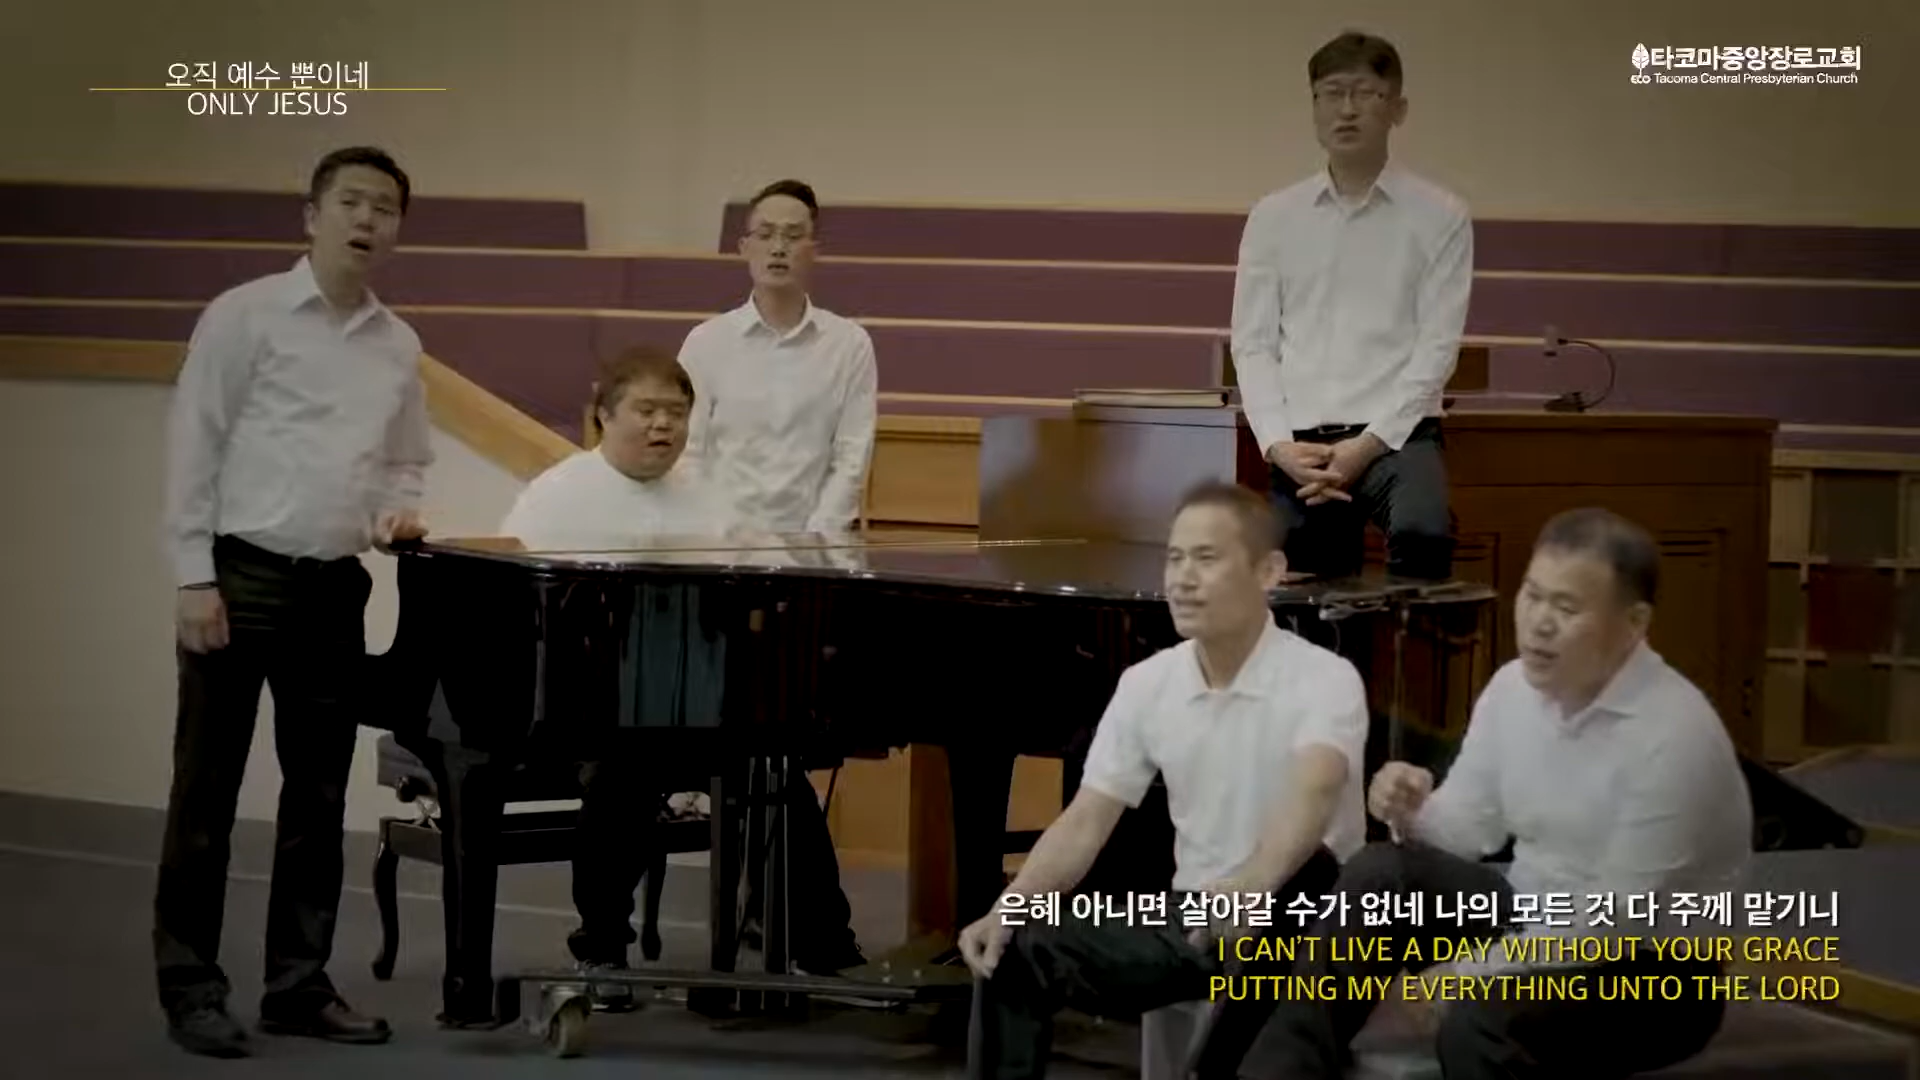 오직 예수 뿐이네
ONLY JESUS
타코마중앙장로교회
eco Tacoma Central Presbyterian Church
은혜 아니면 살아갈 수가 없네 나의 모든 것 다 주께 맡기니
I CAN'T LIVE A DAY WITHOUT YOUR GRACE
PUTTING MY EVERYTHING UNTO THE LORD